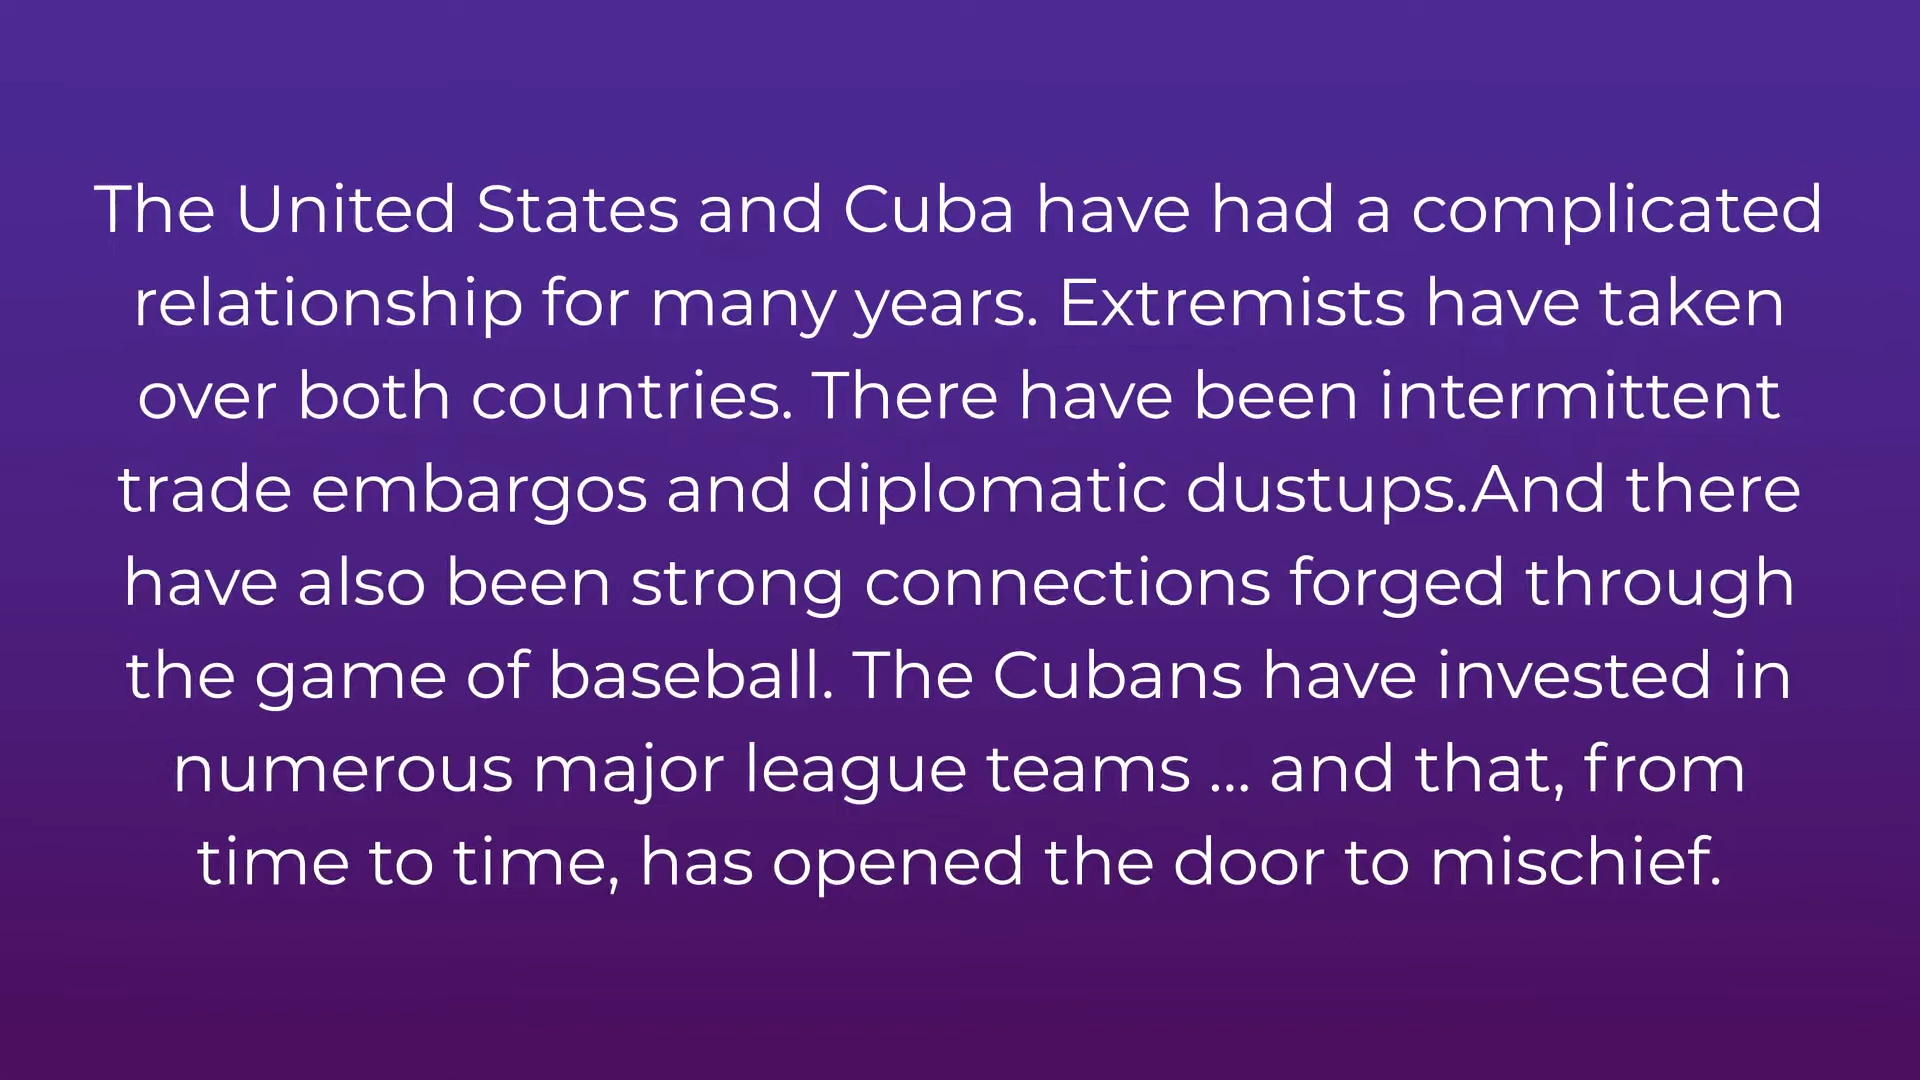 The United States and Cuba have had a complicated
relationship for many years. Extremists have taken
over both countries. There have been intermittent
trade embargos and diplomatic dustups.And there
have also been strong connections forged through
the game of baseball. The Cubans have invested in
numerous major league teams ... and that, from
time to time, has opened the door to mischief.